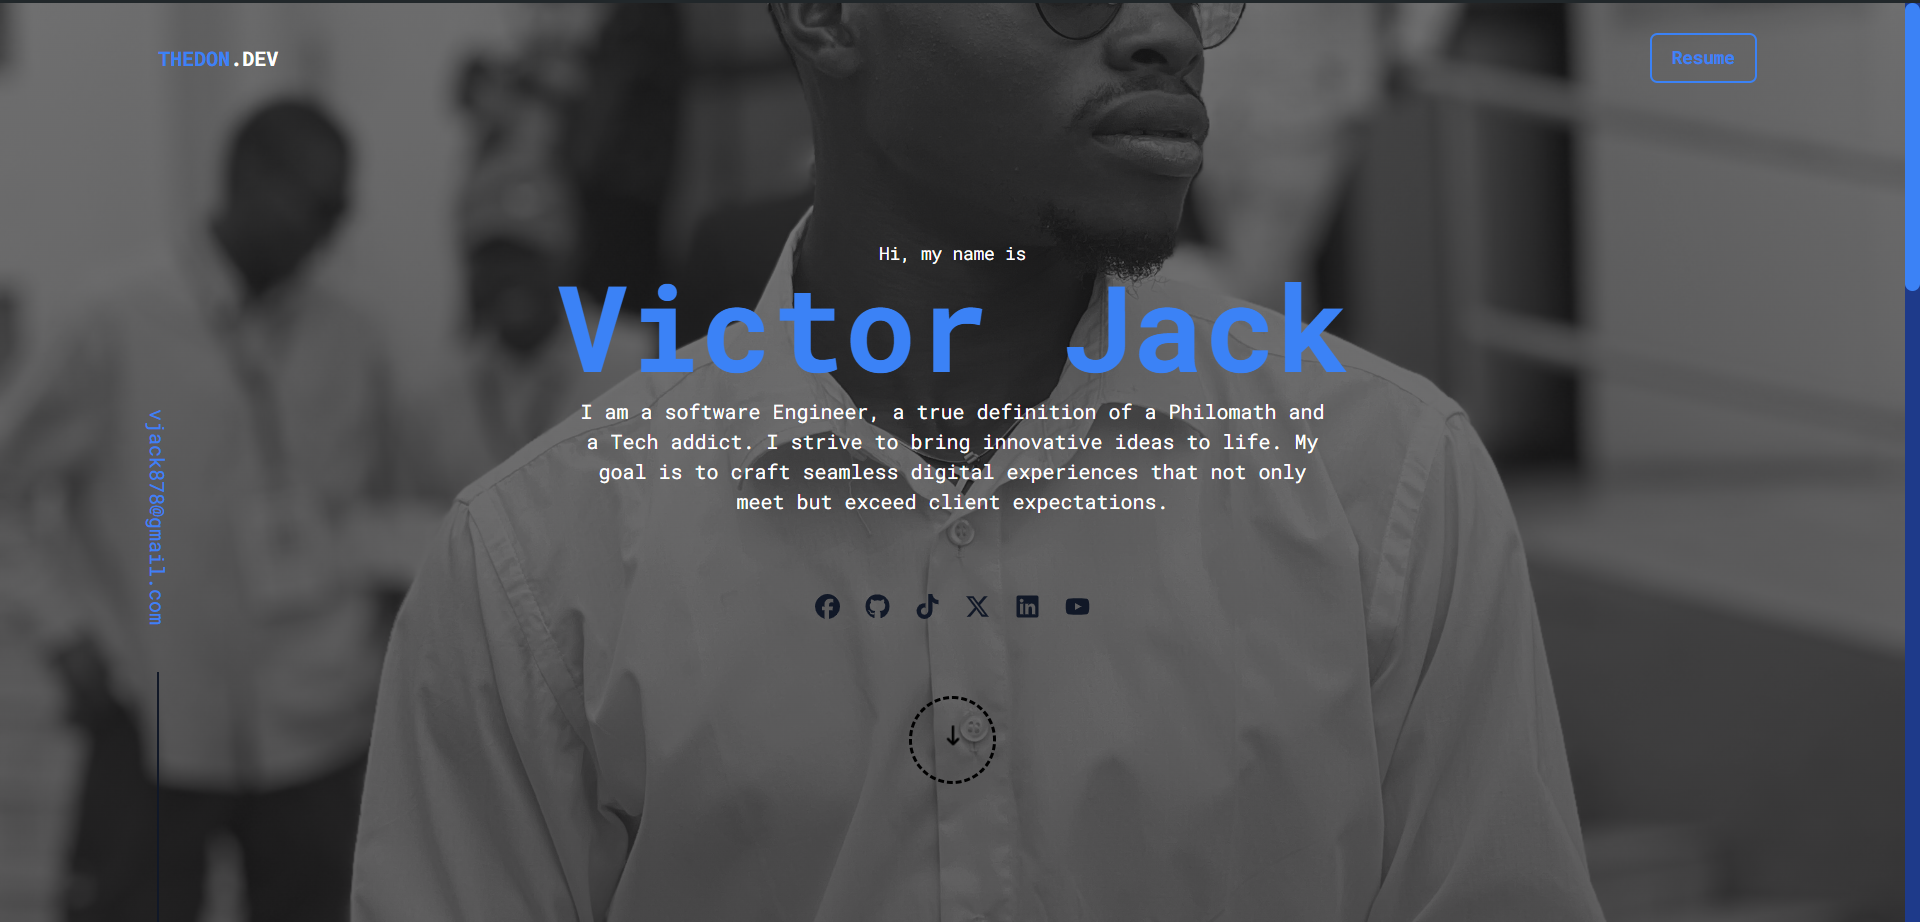 THEDON.DEV
Resume
Hi, my name is
Victor Jack
I am a software Engineer, a true definition of a Philomath and
a Tech addict. I strive to bring innovative ideas to life. My
goal is to craft seamless digital experiences that not only
meet but exceed client expectations.
vjack878@gmail.com